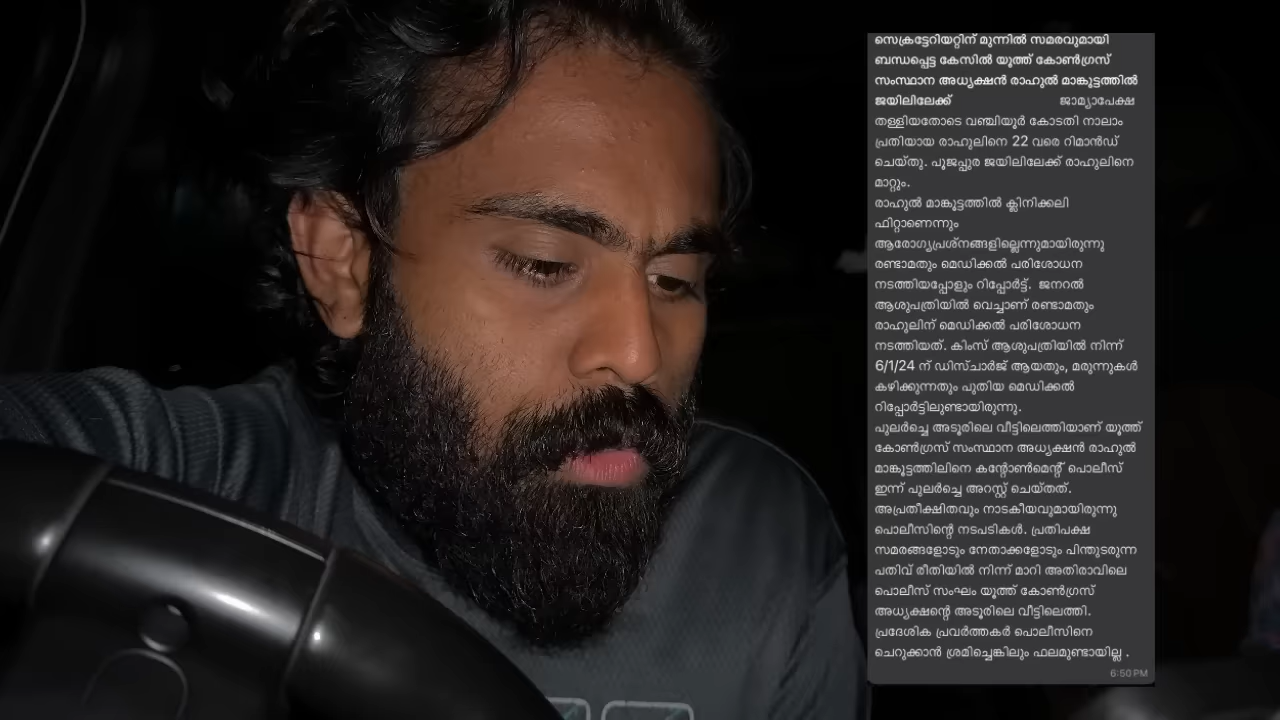 സെക്രട്ടേറിയറ്റിന് മുന്നിൽ സമരവുമായി
ബന്ധപ്പെട്ട കേസിൽ യൂത്ത് കോൺഗ്രസ്
സംസ്ഥാന അധ്യക്ഷൻ രാഹുൽ മാങ്കൂട്ടത്തിൽ
ജയിലിലേക്ക് ജാമ്യാപേക്ഷ
തള്ളിയതോടെ വഞ്ചിയൂർ കോടതി നാലാം
പ്രതിയായ രാഹുലിനെ 22 വരെ റിമാൻഡ്
ചെയ്തു. പൂജപ്പുര ജയിലിലേക്ക് രാഹുലിനെ
മാറ്റും.
രാഹുൽ മാങ്കൂട്ടത്തിൽ ക്ലിനിക്കലി
ഫിറ്റാണെന്നും
ആരോഗ്യപ്രശ്നങ്ങളില്ലെന്നുമായിരുന്നു
രണ്ടാമതും മെഡിക്കൽ പരിശോധന
നടത്തിയപ്പോളും റിപ്പോർട്ട്. ജനറൽ
ആശുപത്രിയിൽ വെച്ചാണ് രണ്ടാമതും
രാഹുലിന് മെഡിക്കൽ പരിശോധന
നടത്തിയത്. കിംസ് ആശുപത്രിയിൽ നിന്ന്
6/1/24 ന് ഡിസ്ചാർജ് ആയതും, മരുന്നുകൾ
കഴിക്കുന്നതും പുതിയ മെഡിക്കൽ
റിപ്പോർട്ടിലുണ്ടായിരുന്നു.
പുലർച്ചെ അടൂരിലെ വീട്ടിലെത്തിയാണ് യൂത്ത്
കോൺഗ്രസ് സംസ്ഥാന അധ്യക്ഷൻ രാഹുൽ
മാങ്കൂട്ടത്തിലിനെ കന്റോൺമെന്റ് പൊലീസ്
ഇന്ന് പുലർച്ചെ അറസ്റ്റ് ചെയ്തത്.
അപ്രതീക്ഷിതവും നാടകീയവുമായിരുന്നു
പൊലീസിന്റെ നടപടികൾ. പ്രതിപക്ഷ
സമരങ്ങളോടും നേതാക്കളോടും പിന്തുടരുന്ന
പതിവ് രീതിയിൽ നിന്ന് മാറി അതിരാവിലെ
പൊലീസ് സംഘം യൂത്ത് കോൺഗ്രസ്
അധ്യക്ഷന്റെ അടൂരിലെ വീട്ടിലെത്തി.
പ്രദേശിക പ്രവർത്തകർ പൊലീസിനെ
ചെറുക്കാൻ ശ്രമിച്ചെങ്കിലും ഫലമുണ്ടായില്ല .
6:50 PM